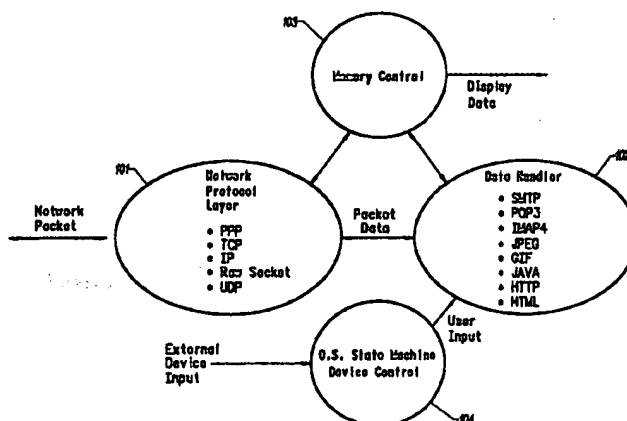 103
Memory Control
Display
Data
101
Network
Protocol
Layer
• PPP
• TCP
• IP
• Raw Socket
• UDP
Network
Packet
Packet
Data
102
Data Handler
• SMTP
• POP3
• IMAP4
• JPEG
• GIF
• JAVA
• HTTP
• HTML
User
Input
External
Device
Input
O.S. State Machine
Device Control
104